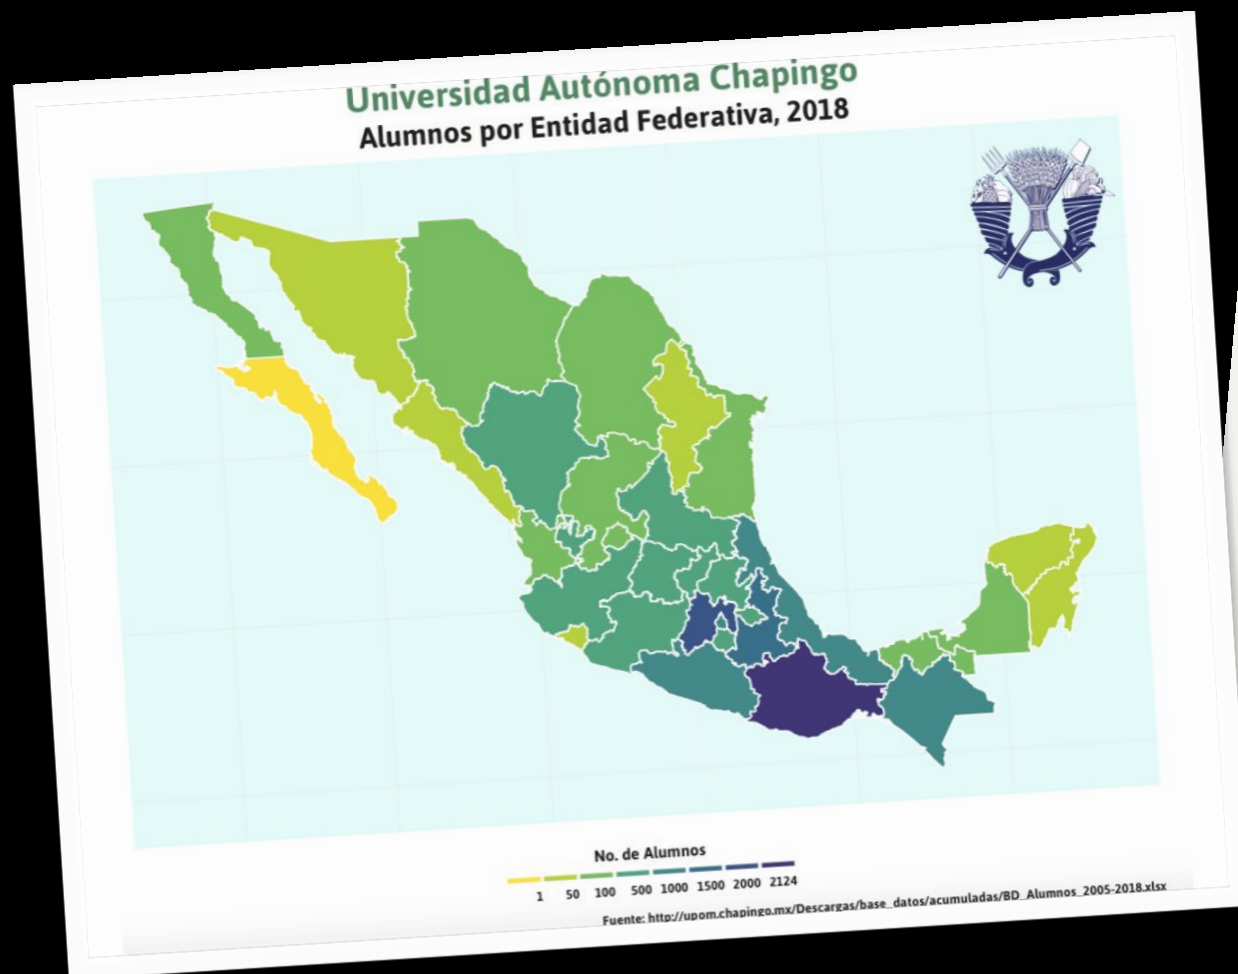 Universidad Autónoma Chapingo
Alumnos por Entidad Federativa, 2018
No. de Alumnos
1 50 100 500 1000 1500 2000 2124
Fuente: http://upom.chapingo.mx/Descargas/base_datos/acumuladas/BD_Alumnos_2005-2018.xlsx